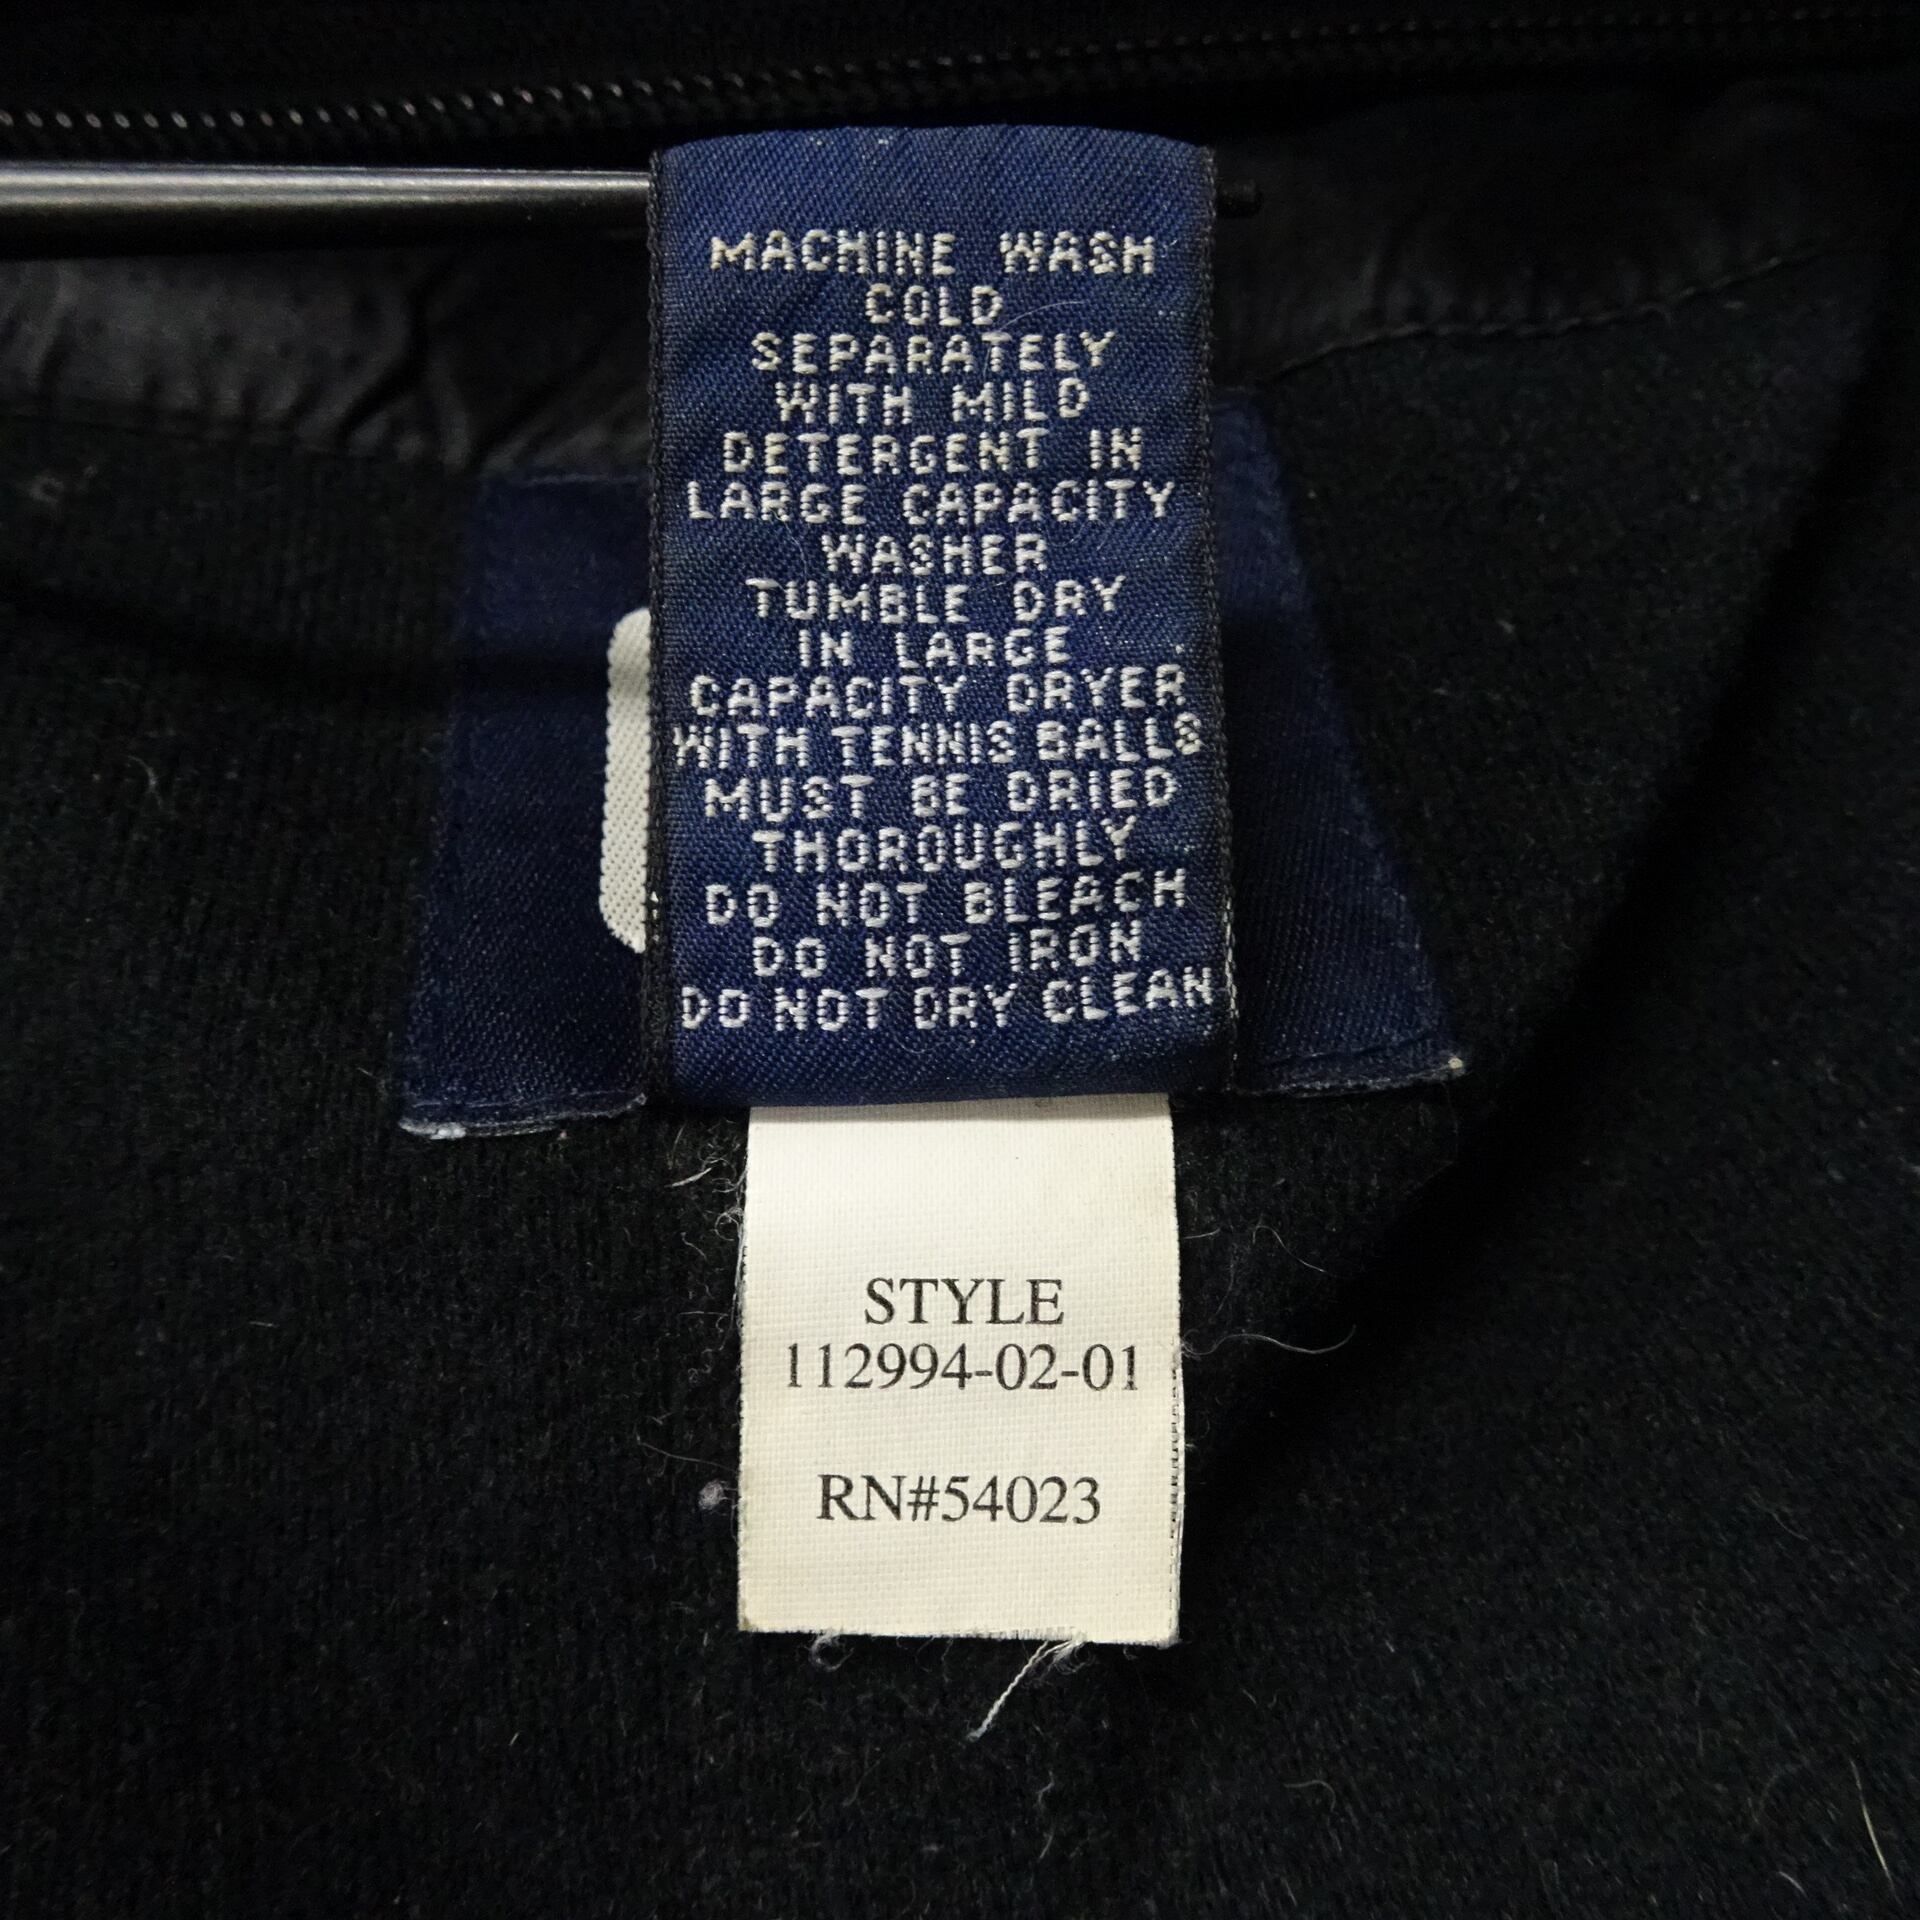 MACHINE WASH
COLD
SEPARATELY
WITH MILD
DETERGENT IN
LARGE CAPACITY
WASHER
TUMBLE DRY
IN LARGE
CAPACITY DRYER
WITH TENNIS BALLS
MUST BE DRIED
THOROUGHLY
DO NOT BLEACH
DO NOT IRON
DO NOT DRY CLEAN
STYLE
112994-02-01
RN#54023